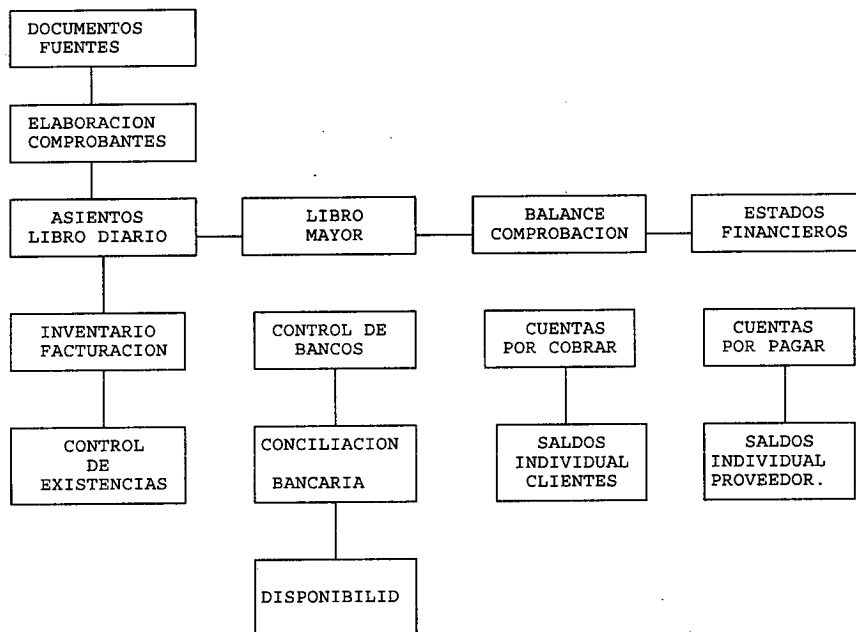 DOCUMENTOS
FUENTES
ELABORACION
COMPROBANTES
ASIENTOS
LIBRO DIARIO
LIBRO
MAYOR
BALANCE
COMPROBACION
ESTADOS
FINANCIEROS
INVENTARIO
FACTURACION
CONTROL DE
BANCOS
CUENTAS
POR COBRAR
CUENTAS
POR PAGAR
CONTROL
DE
EXISTENCIAS
CONCILIACION
BANCARIA
SALDOS
INDIVIDUAL
CLIENTES
SALDOS
INDIVIDUAL
PROVEEDOR.
DISPONIBILID